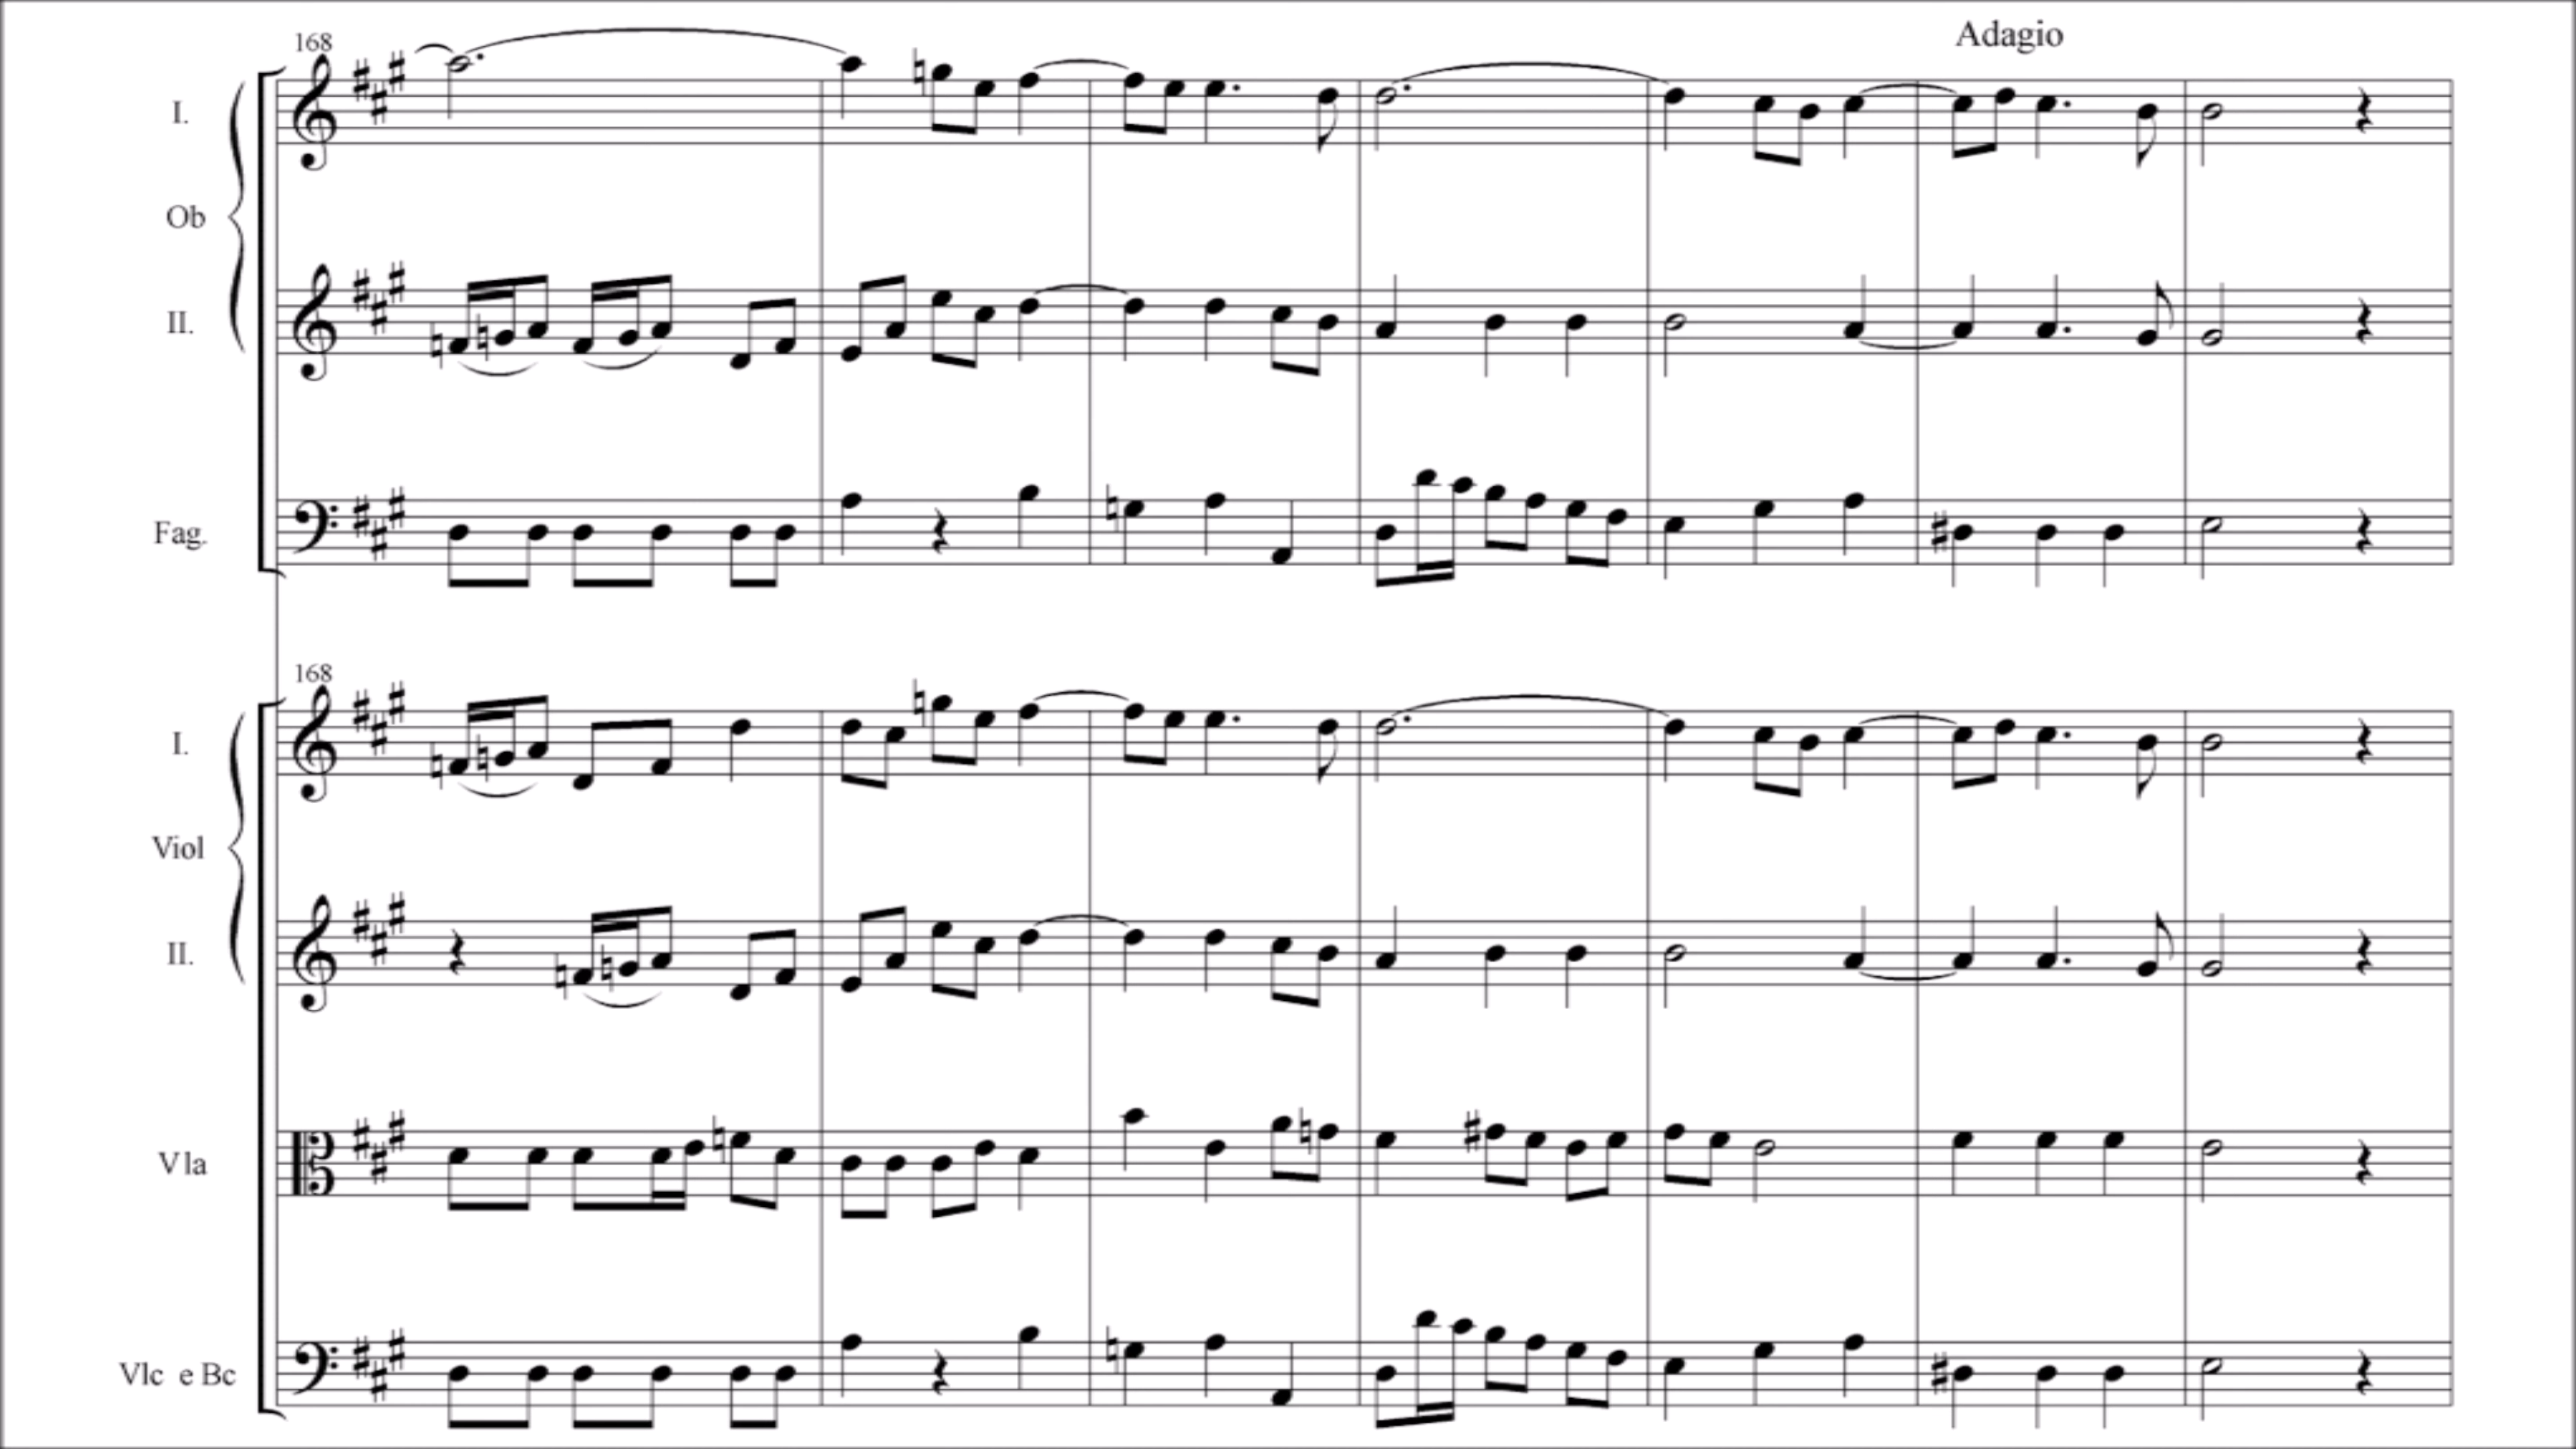 168
Adagio
I.
Ob
II.
Fag.
168
I.
Viol
II.
Vla
Vlc e Bc